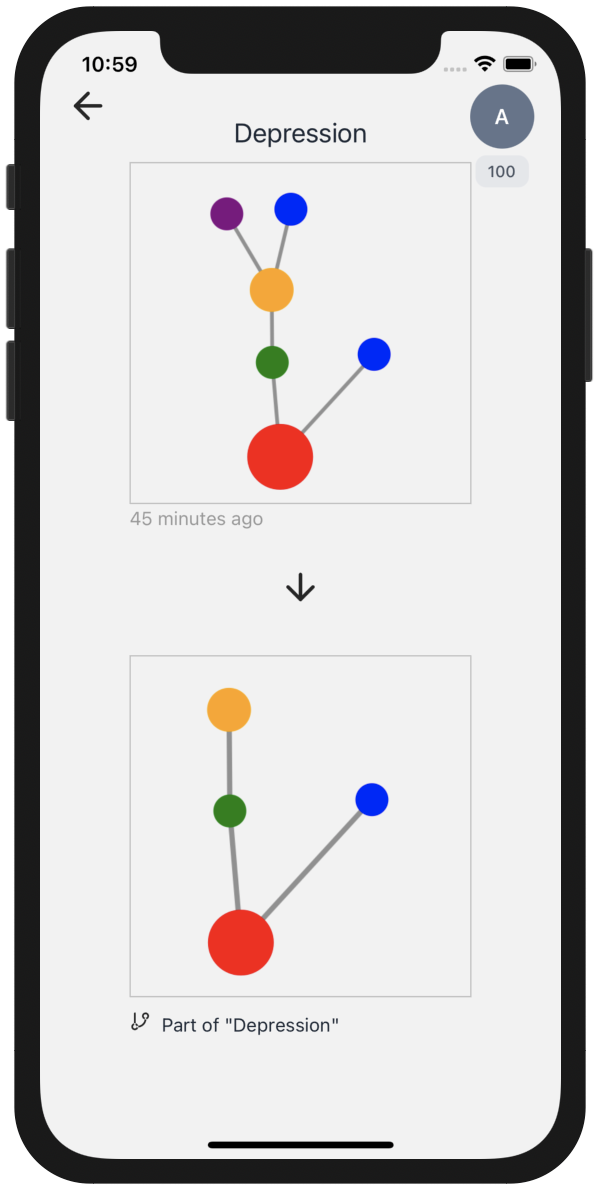 10:59
A
Depression
100
45 minutes ago
Part of "Depression"